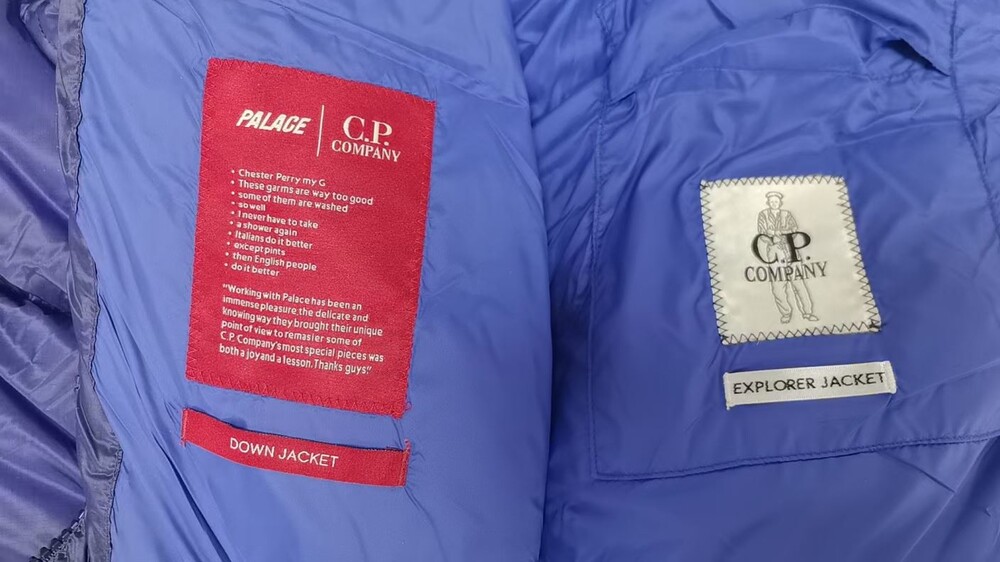 PALACE | C.P. COMPANY
• Chester Perry my G
• These garms are way too good
• some of them are washed
• so well
• I never have to take
• a shower again
• Italians do it better
• except pints
• then English people
• do it better
"Working with Palace has been an
immense pleasure, the delicate and
knowing way they brought their unique
point of view to remaster some of
C.P. Company's most special pieces was
both a joy and a lesson. Thanks guys."
DOWN JACKET
C.P.
COMPANY
EXPLORER JACKET